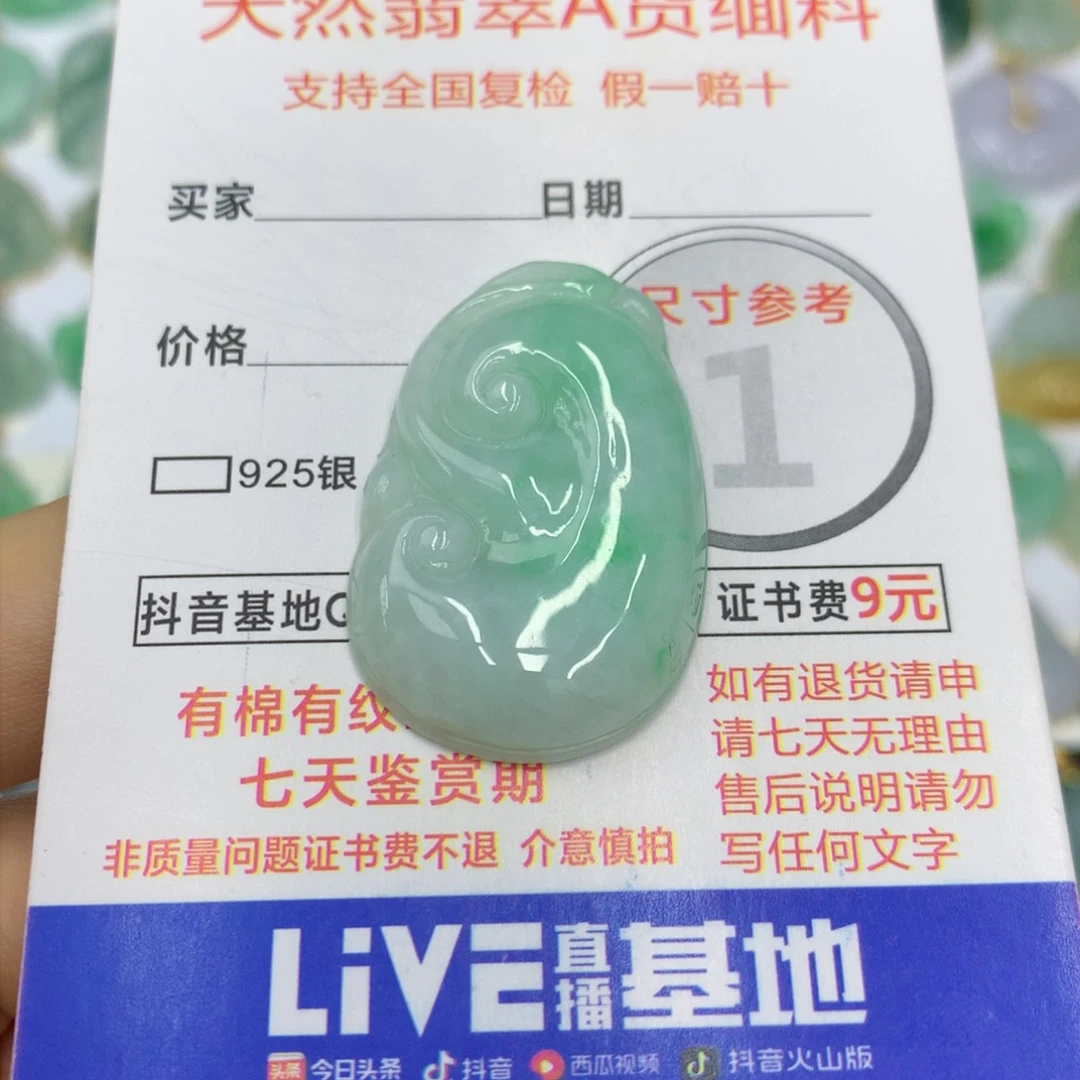 天然翡翠A货缅料
支持全国复检 假一赔十
买家 日期
尺寸参考
1
价格
925银
抖音基地Q
证书费9元
有棉有纹
七天鉴赏期
非质量问题证书费不退 介意慎拍
如有退货请申
请七天无理由
售后说明请勿
写任何文字
LiVE直播基地
头条 今日头条 抖音 西瓜视频 抖音火山版